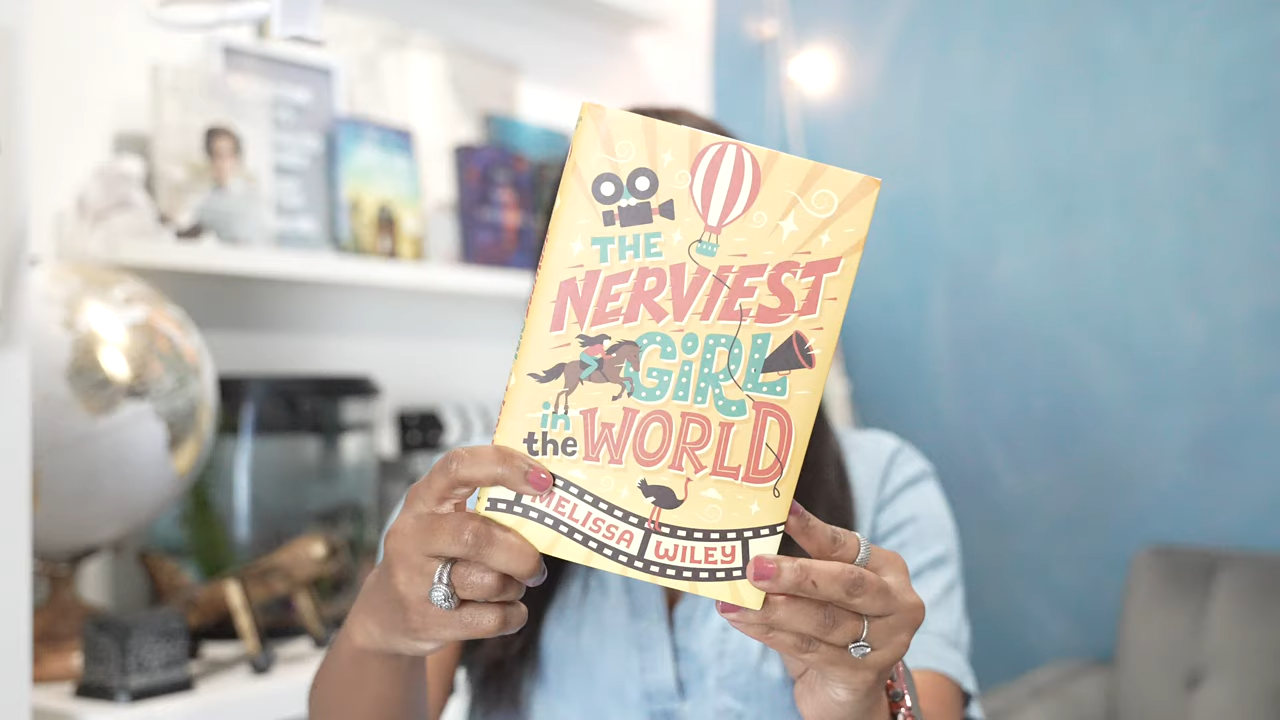 THE
NERVIEST
GIRL
in
the WORLD
MELISSA WILEY